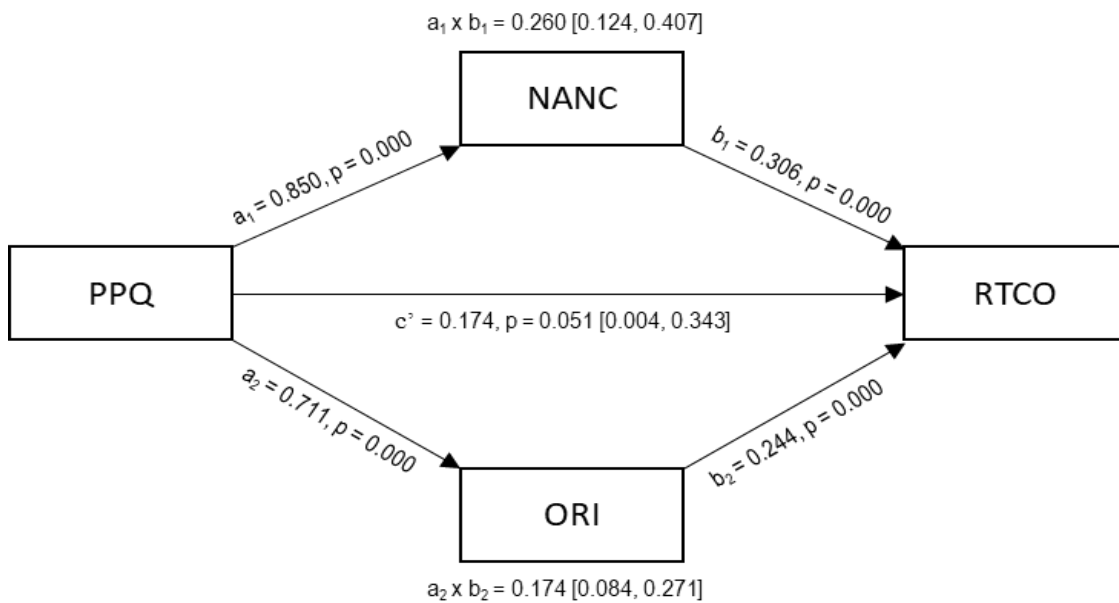 a₁ x b₁ = 0.260 [0.124, 0.407]
NANC
a₁ = 0.850, p = 0.000
b₁ = 0.306, p = 0.000
PPQ
RTCO
c’ = 0.174, p = 0.051 [0.004, 0.343]
a₂ = 0.711, p = 0.000
b₂ = 0.244, p = 0.000
ORI
a₂ x b₂ = 0.174 [0.084, 0.271]